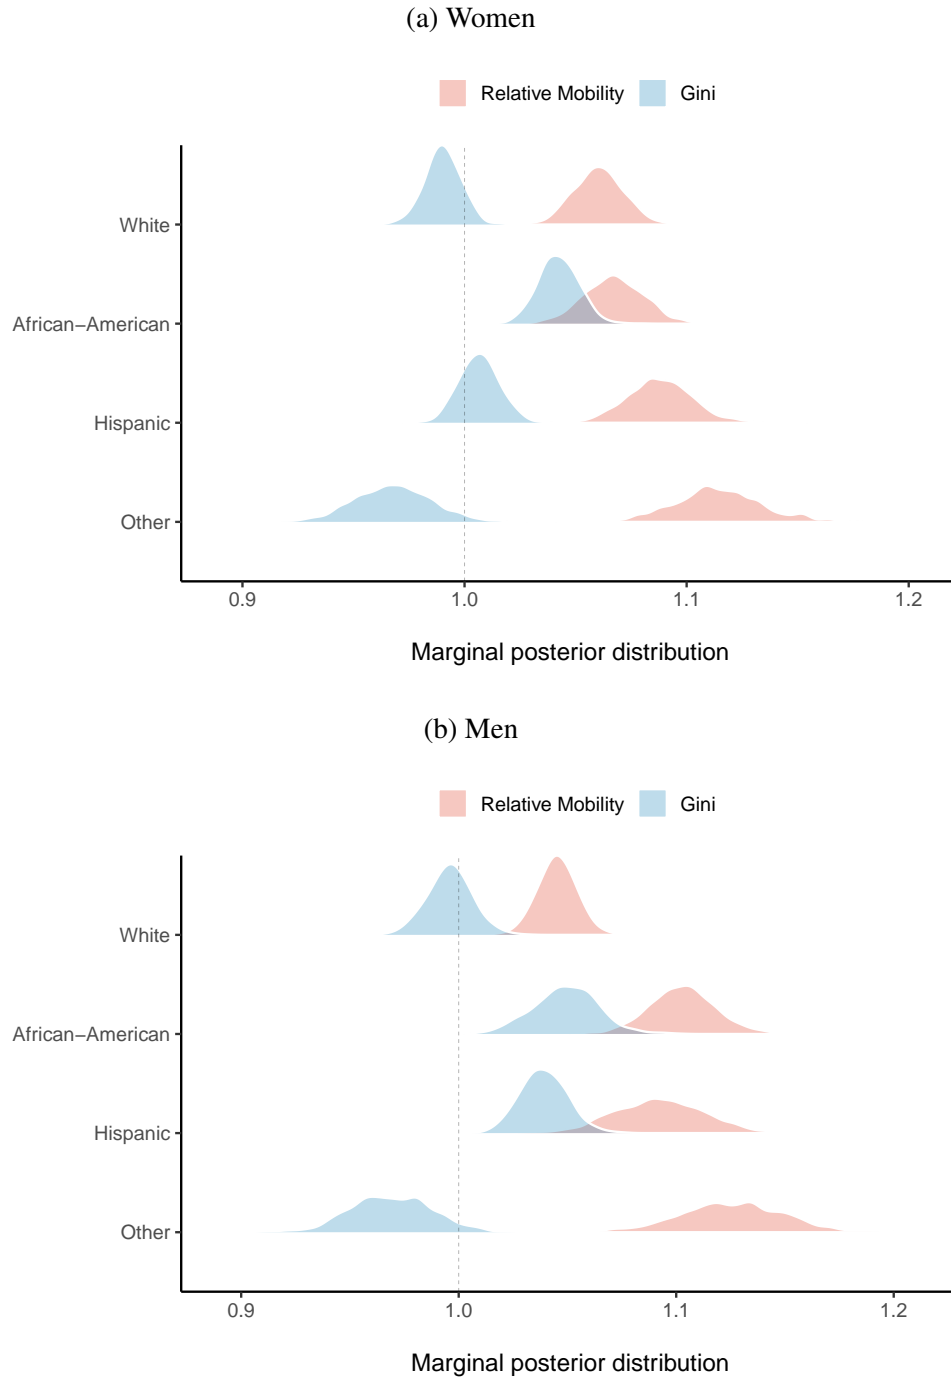 (a) Women
Relative Mobility Gini
White
African−American
Hispanic
Other
0.9 1.0 1.1 1.2
Marginal posterior distribution
(b) Men
Relative Mobility Gini
White
African−American
Hispanic
Other
0.9 1.0 1.1 1.2
Marginal posterior distribution